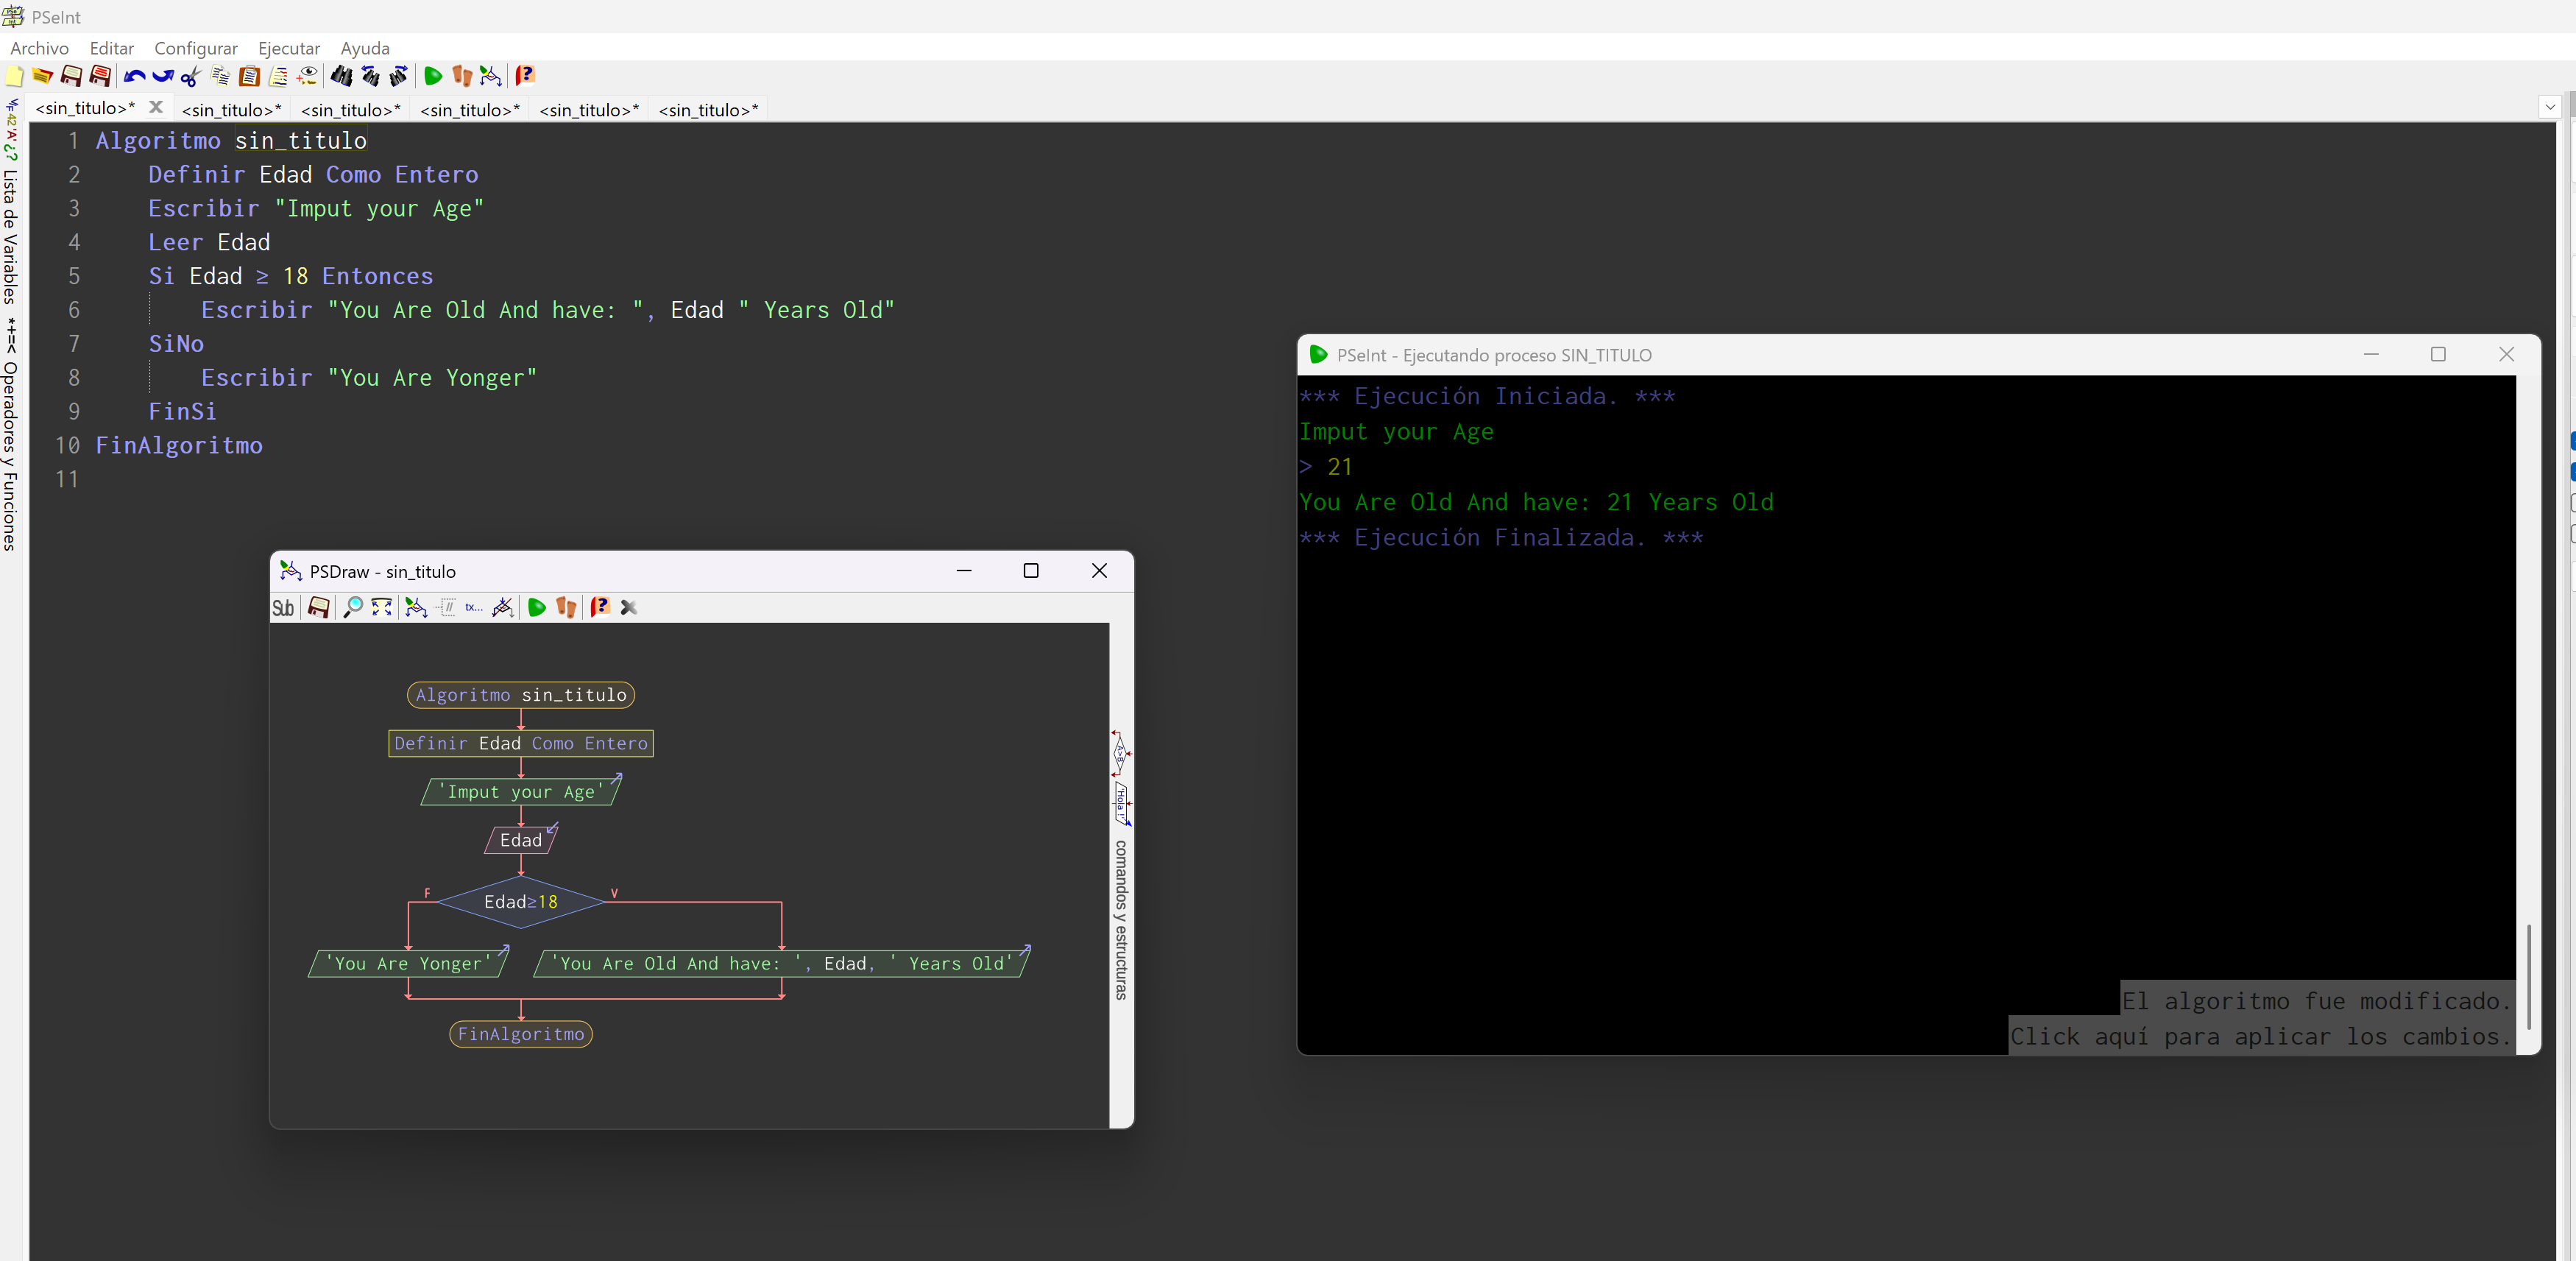 PSeInt
Archivo Editar Configurar Ejecutar Ayuda
<sin_titulo>* <sin_titulo>* <sin_titulo>* <sin_titulo>* <sin_titulo>* <sin_titulo>*
42 'A' ¿? Lista de Variables
*+=< Operadores y Funciones
1 Algoritmo sin_titulo
2 Definir Edad Como Entero
3 Escribir "Imput your Age"
4 Leer Edad
5 Si Edad ≥ 18 Entonces
6 Escribir "You Are Old And have: ", Edad " Years Old"
7 SiNo
8 Escribir "You Are Yonger"
9 FinSi
10 FinAlgoritmo
11
PSDraw - sin_titulo
Sub tx...
Algoritmo sin_titulo
Definir Edad Como Entero
'Imput your Age'
Edad
F Edad≥18 V
'You Are Yonger' 'You Are Old And have: ', Edad, ' Years Old'
FinAlgoritmo
A>B
'Hola !'
comandos y estructuras
PSeInt - Ejecutando proceso SIN_TITULO
*** Ejecución Iniciada. ***
Imput your Age
> 21
You Are Old And have: 21 Years Old
*** Ejecución Finalizada. ***
El algoritmo fue modificado.
Click aquí para aplicar los cambios.